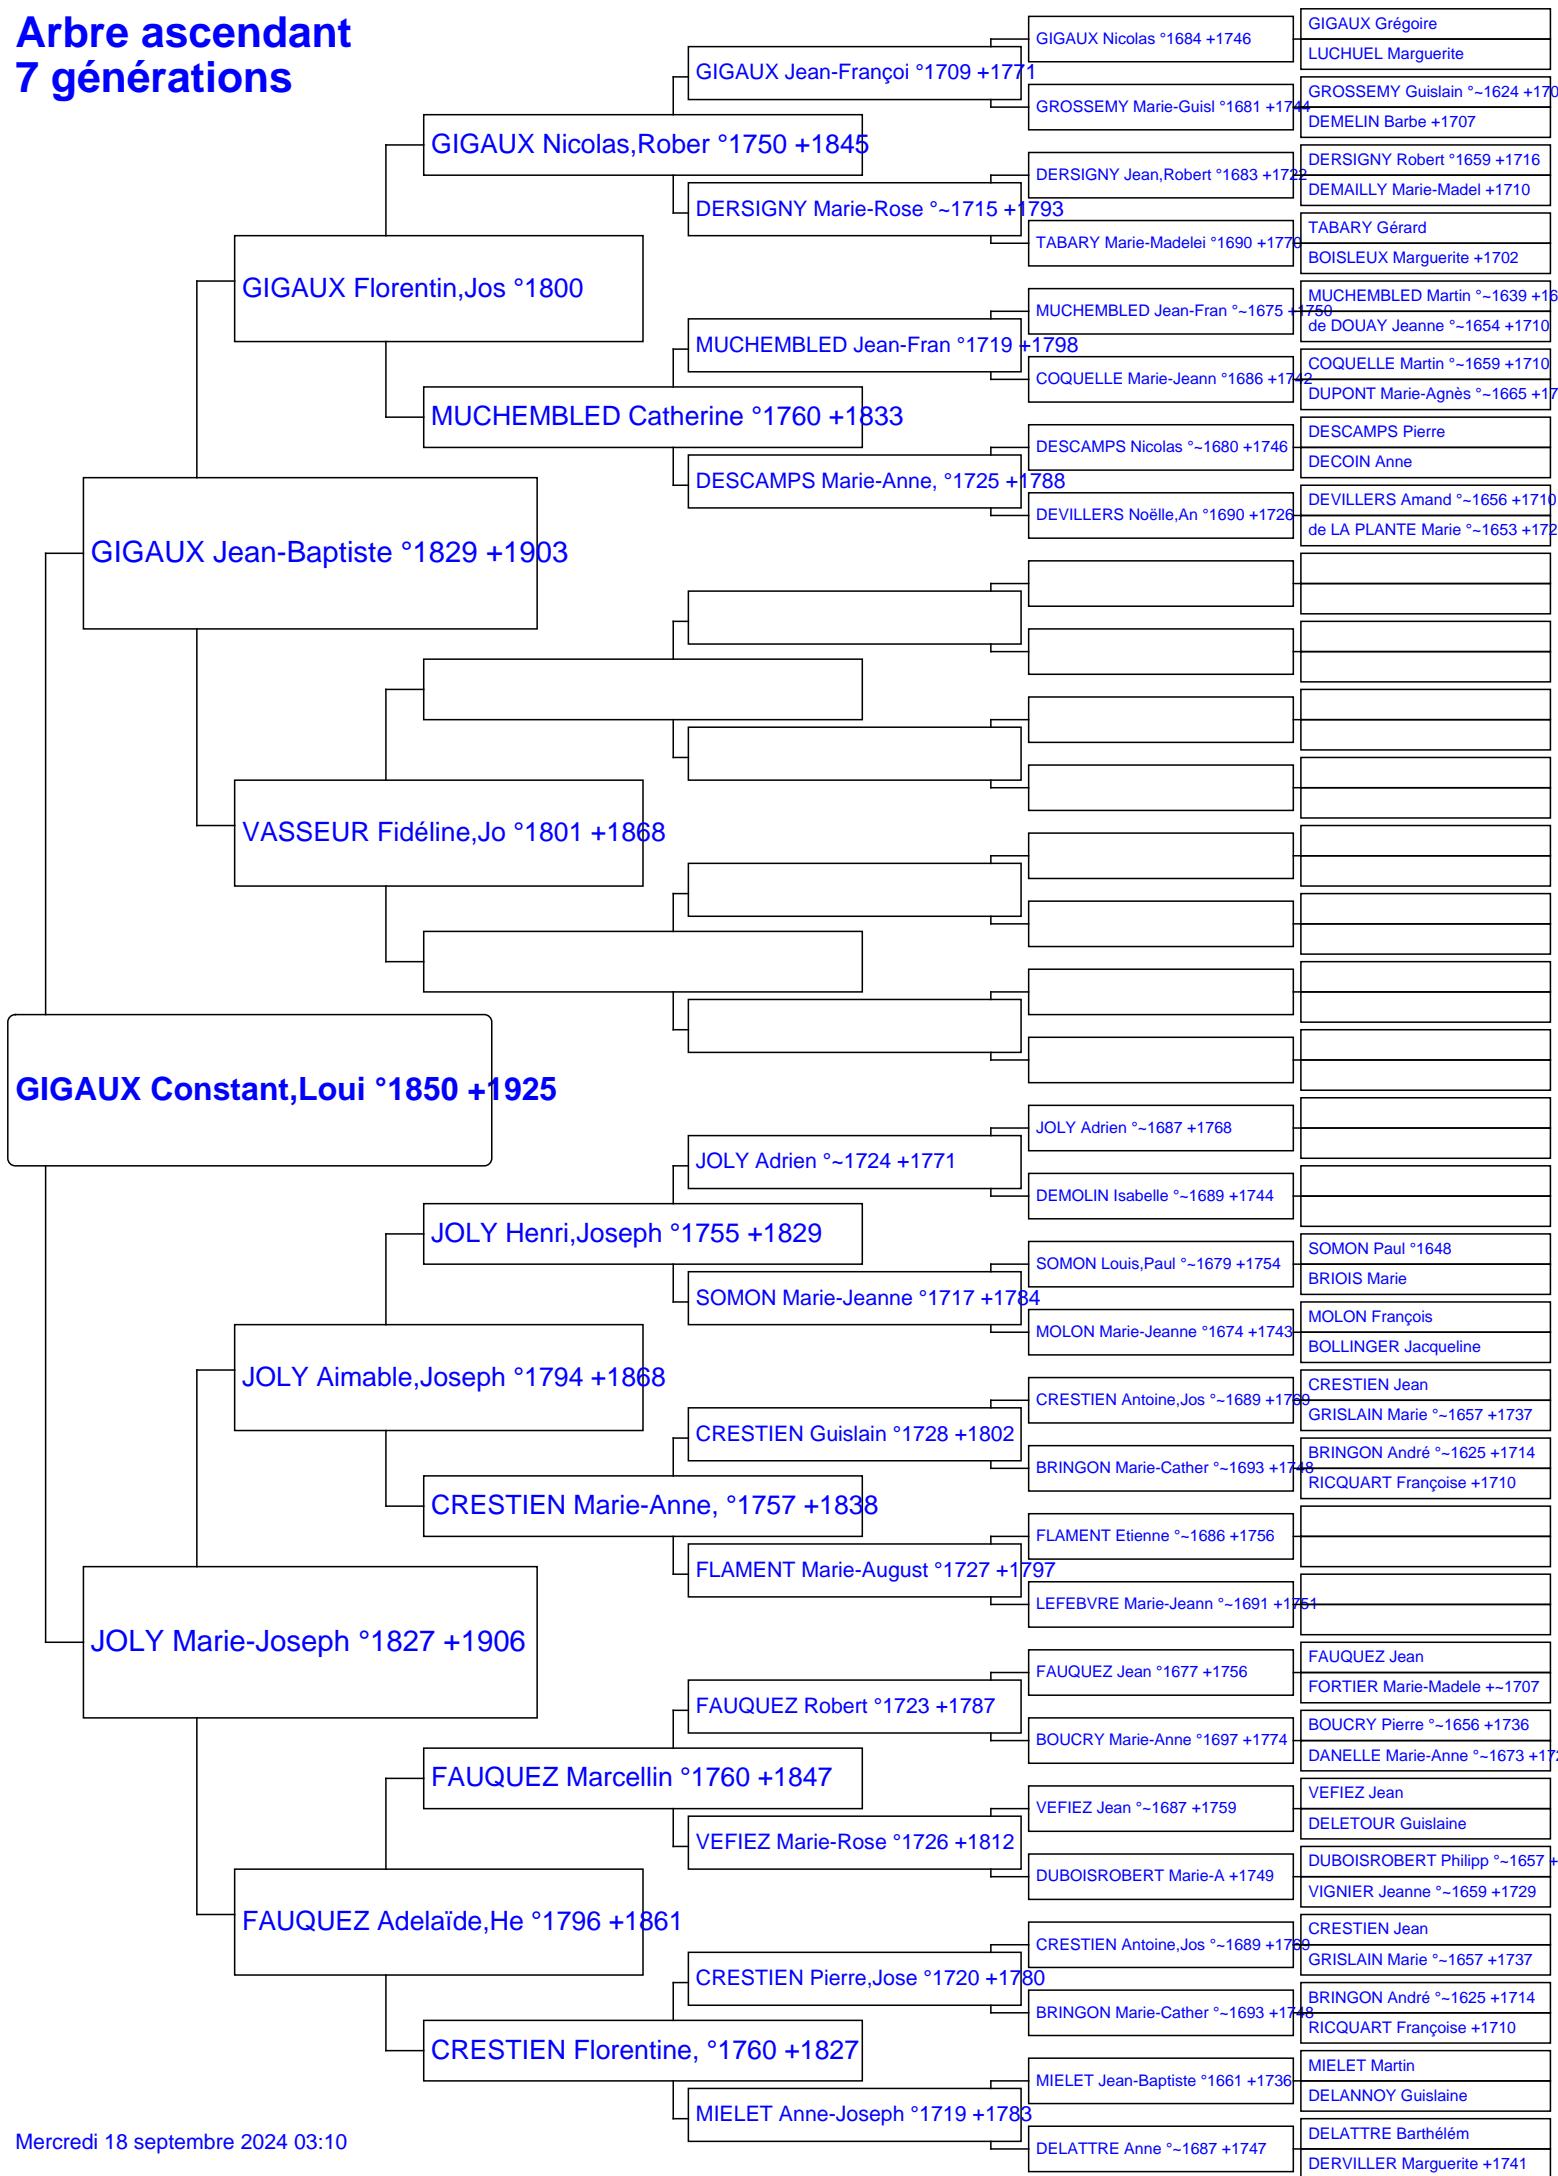 Arbre ascendant
7 générations
GIGAUX Constant,Loui °1850 +1925
GIGAUX Jean-Baptiste °1829 +1903
JOLY Marie-Joseph °1827 +1906
GIGAUX Florentin,Jos °1800
VASSEUR Fidéline,Jo °1801 +1868
JOLY Aimable,Joseph °1794 +1868
FAUQUEZ Adelaïde,He °1796 +1861
GIGAUX Nicolas,Rober °1750 +1845
MUCHEMBLED Catherine °1760 +1833
JOLY Henri,Joseph °1755 +1829
CRESTIEN Marie-Anne, °1757 +1838
FAUQUEZ Marcellin °1760 +1847
CRESTIEN Florentine, °1760 +1827
GIGAUX Jean-Françoi °1709 +1771
DERSIGNY Marie-Rose °~1715 +1793
MUCHEMBLED Jean-Fran °1719 +1798
DESCAMPS Marie-Anne, °1725 +1788
JOLY Adrien °~1724 +1771
SOMON Marie-Jeanne °1717 +1784
CRESTIEN Guislain °1728 +1802
FLAMENT Marie-August °1727 +1797
FAUQUEZ Robert °1723 +1787
VEFIEZ Marie-Rose °1726 +1812
CRESTIEN Pierre,Jose °1720 +1780
MIELET Anne-Joseph °1719 +1783
GIGAUX Nicolas °1684 +1746
GROSSEMY Marie-Guisl °1681 +1744
DERSIGNY Jean,Robert °1683 +1722
TABARY Marie-Madelei °1690 +1770
MUCHEMBLED Jean-Fran °~1675 +1750
COQUELLE Marie-Jeann °1686 +1742
DESCAMPS Nicolas °~1680 +1746
DEVILLERS Noëlle,An °1690 +1726
JOLY Adrien °~1687 +1768
DEMOLIN Isabelle °~1689 +1744
SOMON Louis,Paul °~1679 +1754
MOLON Marie-Jeanne °1674 +1743
CRESTIEN Antoine,Jos °~1689 +1769
BRINGON Marie-Cather °~1693 +1748
FLAMENT Etienne °~1686 +1756
LEFEBVRE Marie-Jeann °~1691 +1751
FAUQUEZ Jean °1677 +1756
BOUCRY Marie-Anne °1697 +1774
VEFIEZ Jean °~1687 +1759
DUBOISROBERT Marie-A +1749
CRESTIEN Antoine,Jos °~1689 +1769
BRINGON Marie-Cather °~1693 +1748
MIELET Jean-Baptiste °1661 +1736
DELATTRE Anne °~1687 +1747
GIGAUX Grégoire
LUCHUEL Marguerite
GROSSEMY Guislain °~1624 +170
DEMELIN Barbe +1707
DERSIGNY Robert °1659 +1716
DEMAILLY Marie-Madel +1710
TABARY Gérard
BOISLEUX Marguerite +1702
MUCHEMBLED Martin °~1639 +16
de DOUAY Jeanne °~1654 +1710
COQUELLE Martin °~1659 +1710
DUPONT Marie-Agnès °~1665 +17
DESCAMPS Pierre
DECOIN Anne
DEVILLERS Amand °~1656 +1710
de LA PLANTE Marie °~1653 +172
SOMON Paul °1648
BRIOIS Marie
MOLON François
BOLLINGER Jacqueline
CRESTIEN Jean
GRISLAIN Marie °~1657 +1737
BRINGON André °~1625 +1714
RICQUART Françoise +1710
FAUQUEZ Jean
FORTIER Marie-Madele +~1707
BOUCRY Pierre °~1656 +1736
DANELLE Marie-Anne °~1673 +172
VEFIEZ Jean
DELETOUR Guislaine
DUBOISROBERT Philipp °~1657 +
VIGNIER Jeanne °~1659 +1729
CRESTIEN Jean
GRISLAIN Marie °~1657 +1737
BRINGON André °~1625 +1714
RICQUART Françoise +1710
MIELET Martin
DELANNOY Guislaine
DELATTRE Barthélém
DERVILLER Marguerite +1741
Mercredi 18 septembre 2024 03:10